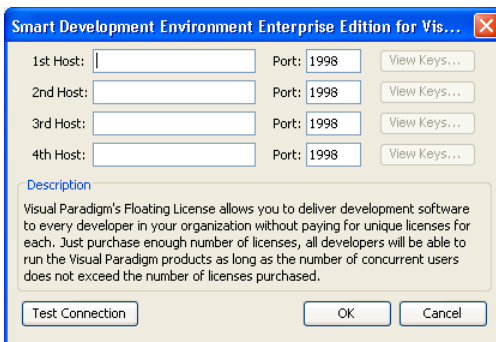 Smart Development Environment Enterprise Edition for Vis...
1st Host: Port: 1998 View Keys...
2nd Host: Port: 1998 View Keys...
3rd Host: Port: 1998 View Keys...
4th Host: Port: 1998 View Keys...
Description
Visual Paradigm's Floating License allows you to deliver development software
to every developer in your organization without paying for unique licenses for
each. Just purchase enough number of licenses, all developers will be able to
run the Visual Paradigm products as long as the number of concurrent users
does not exceed the number of licenses purchased.
Test Connection OK Cancel